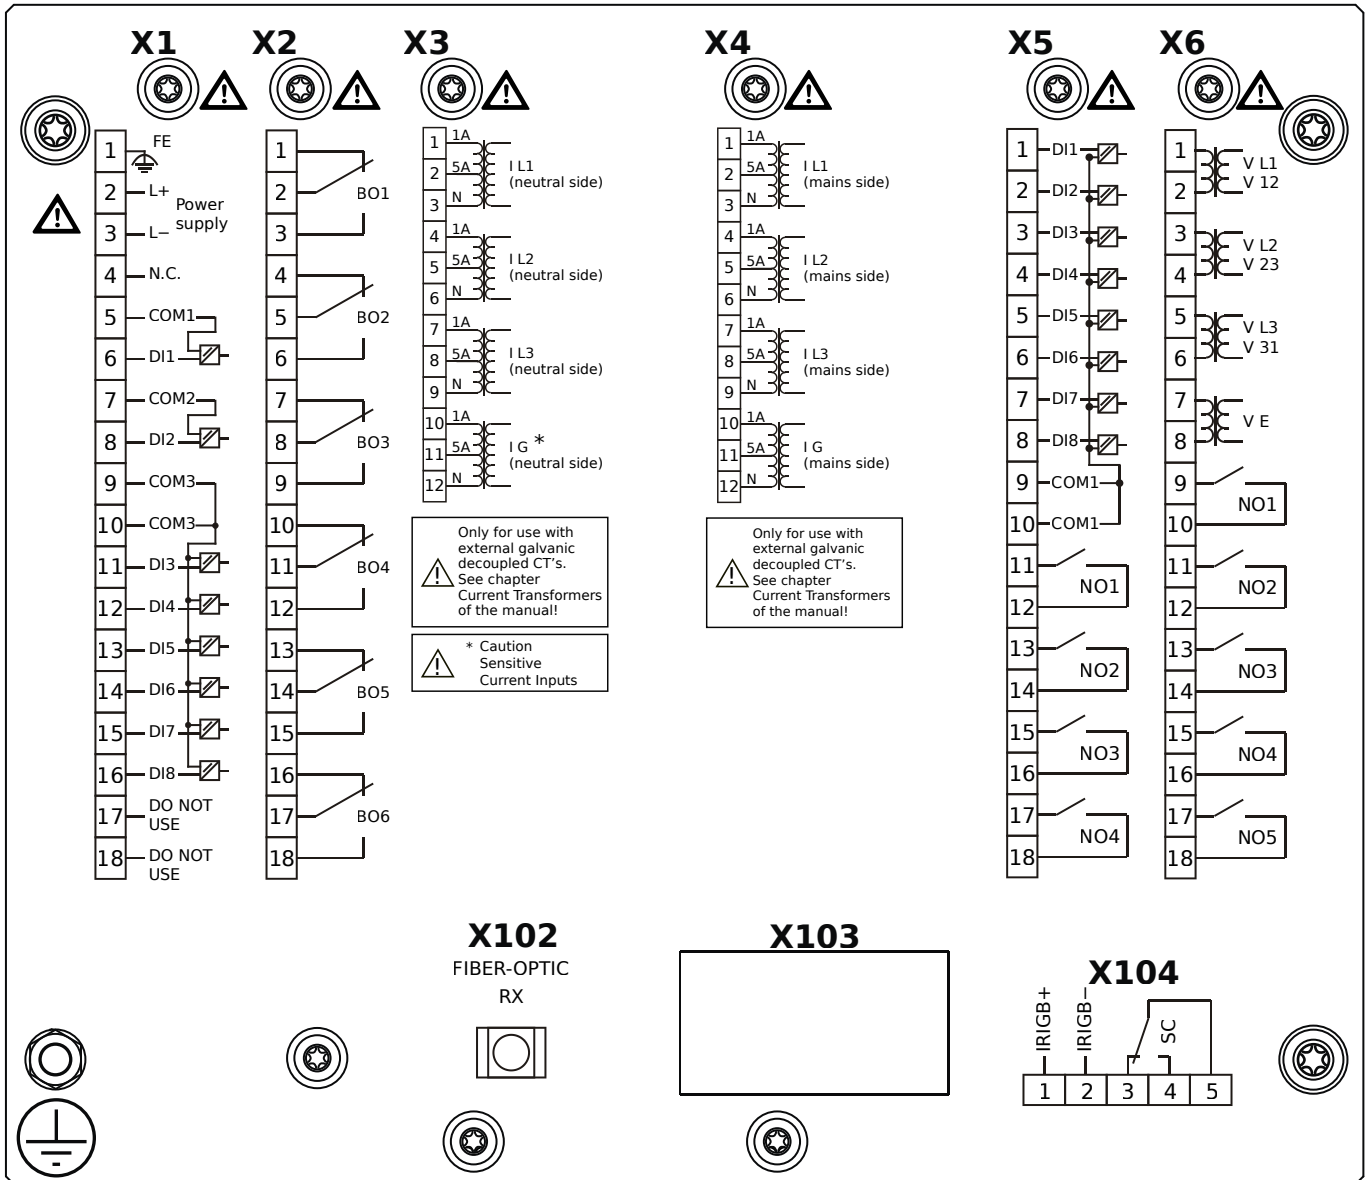 X1
X2
X3
X4
X5
X6
1 FE
2 L+
3 L−
Power
supply
4 N.C.
5 COM1
6 DI1
7 COM2
8 DI2
9 COM3
10 COM3
11 DI3
12 DI4
13 DI5
14 DI6
15 DI7
16 DI8
17 DO NOT
USE
18 DO NOT
USE
1
2 BO1
3
4
5 BO2
6
7
8 BO3
9
10
11 BO4
12
13
14 BO5
15
16
17 BO6
18
1 1A
2 5A
3 N
I L1
(neutral side)
4 1A
5 5A
6 N
I L2
(neutral side)
7 1A
8 5A
9 N
I L3
(neutral side)
10 1A
11 5A
12 N
I G *
(neutral side)
Only for use with
external galvanic
decoupled CT's.
See chapter
Current Transformers
of the manual!
* Caution
Sensitive
Current Inputs
1 1A
2 5A
3 N
I L1
(mains side)
4 1A
5 5A
6 N
I L2
(mains side)
7 1A
8 5A
9 N
I L3
(mains side)
10 1A
11 5A
12 N
I G
(mains side)
Only for use with
external galvanic
decoupled CT's.
See chapter
Current Transformers
of the manual!
1 DI1
2 DI2
3 DI3
4 DI4
5 DI5
6 DI6
7 DI7
8 DI8
9 COM1
10 COM1
11
NO1
12
13
NO2
14
15
NO3
16
17
NO4
18
1
V L1
V 12
2
3
V L2
V 23
4
5
V L3
V 31
6
7
V E
8
9
NO1
10
11
NO2
12
13
NO3
14
15
NO4
16
17
NO5
18
X102
FIBER-OPTIC
RX
X103
X104
IRIGB+
IRIGB−
SC
1 2 3 4 5